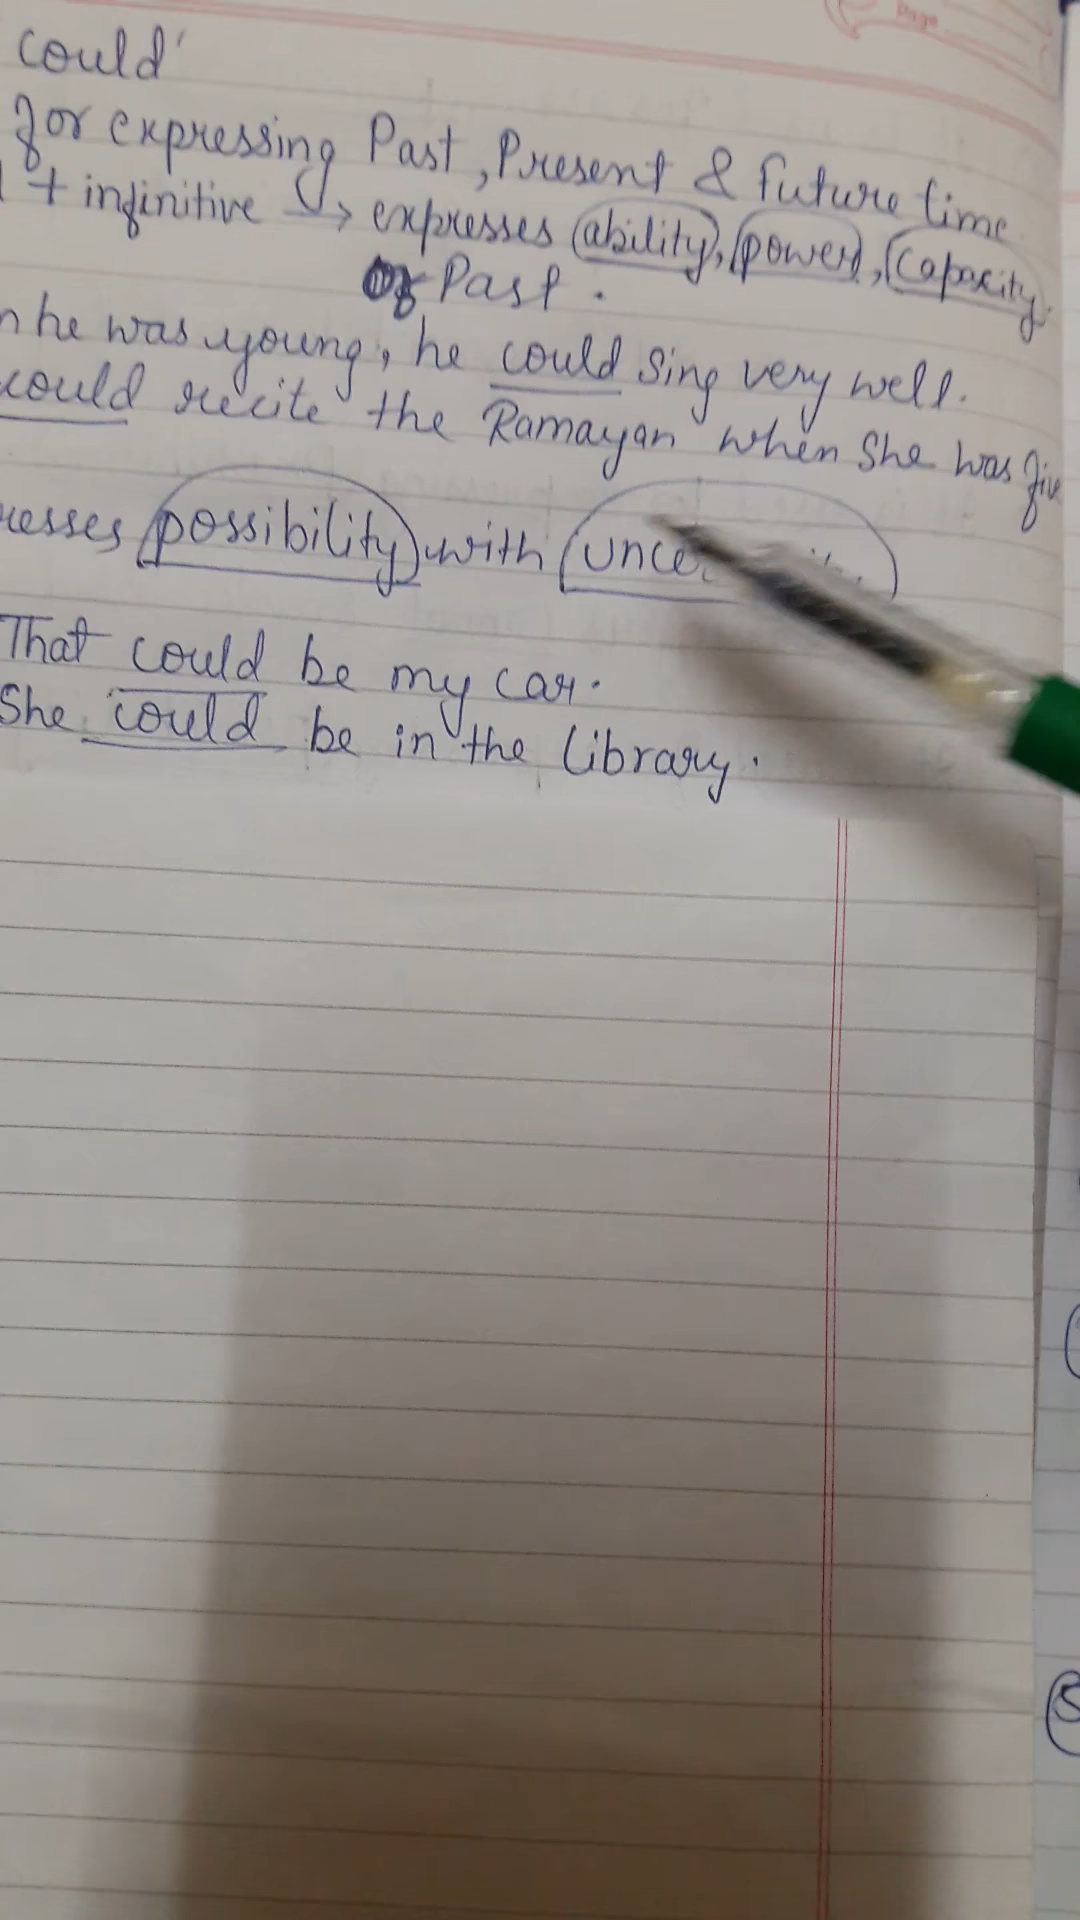 Page
could'
for expressing Past, Present & future time.
+ infinitive → expresses ability, power, capacity.
of Past.
he was young, he could sing very well.
could recite the Ramayan when she was
possibility with
That could be my car.
She could be in the library.